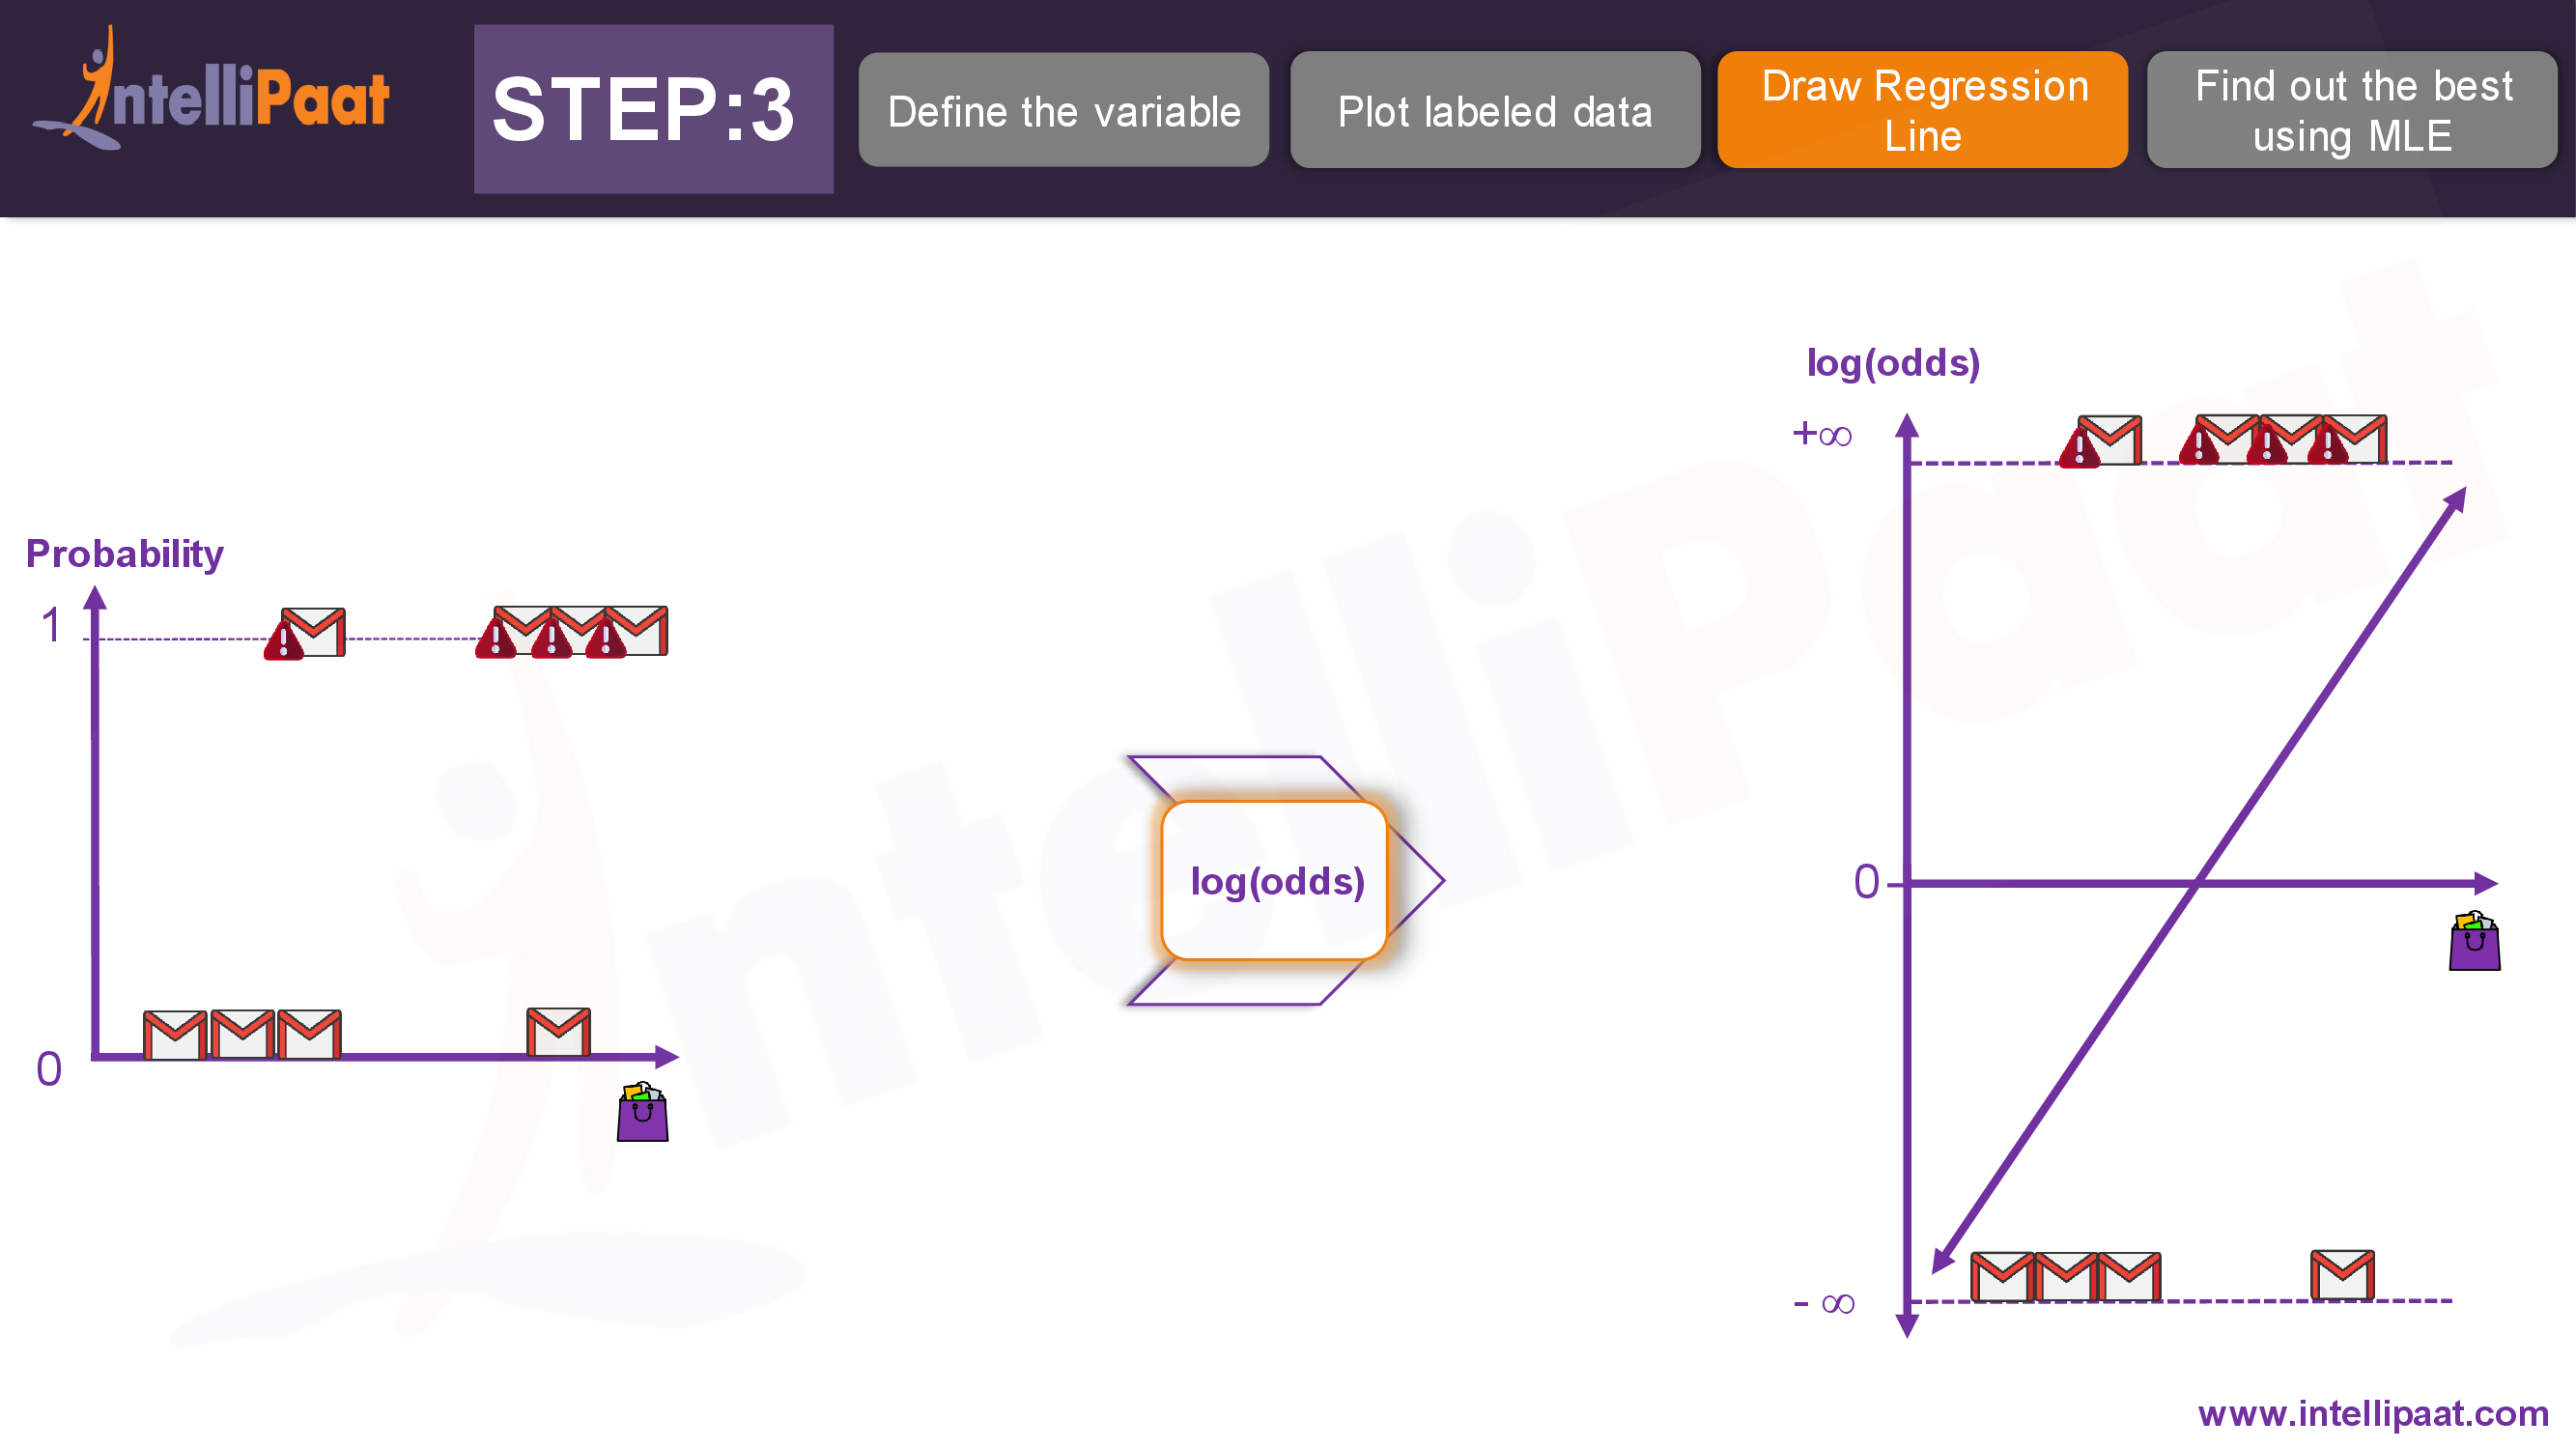 IntelliPaat
STEP:3
Define the variable
Plot labeled data
Draw Regression
Line
Find out the best
using MLE
Probability
1
0
log(odds)
log(odds)
+∞
0
- ∞
IntelliPaat
www.intellipaat.com